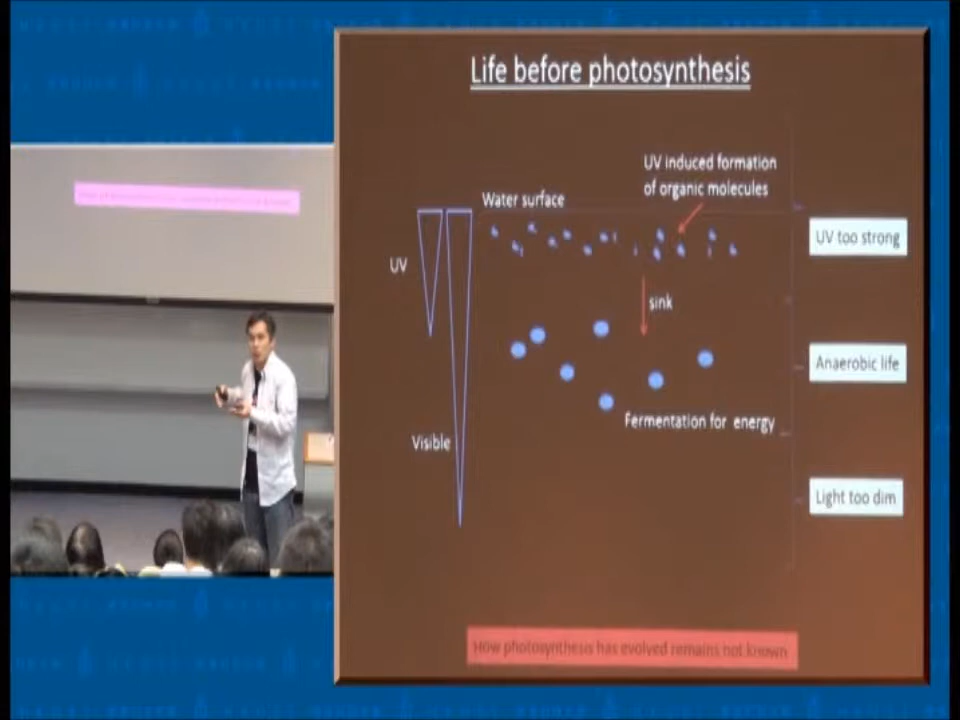 Life before photosynthesis
UV induced formation
of organic molecules
Water surface
UV too strong
UV
sink
Anaerobic life
Fermentation for energy
Visible
Light too dim
How photosynthesis has evolved remains not known